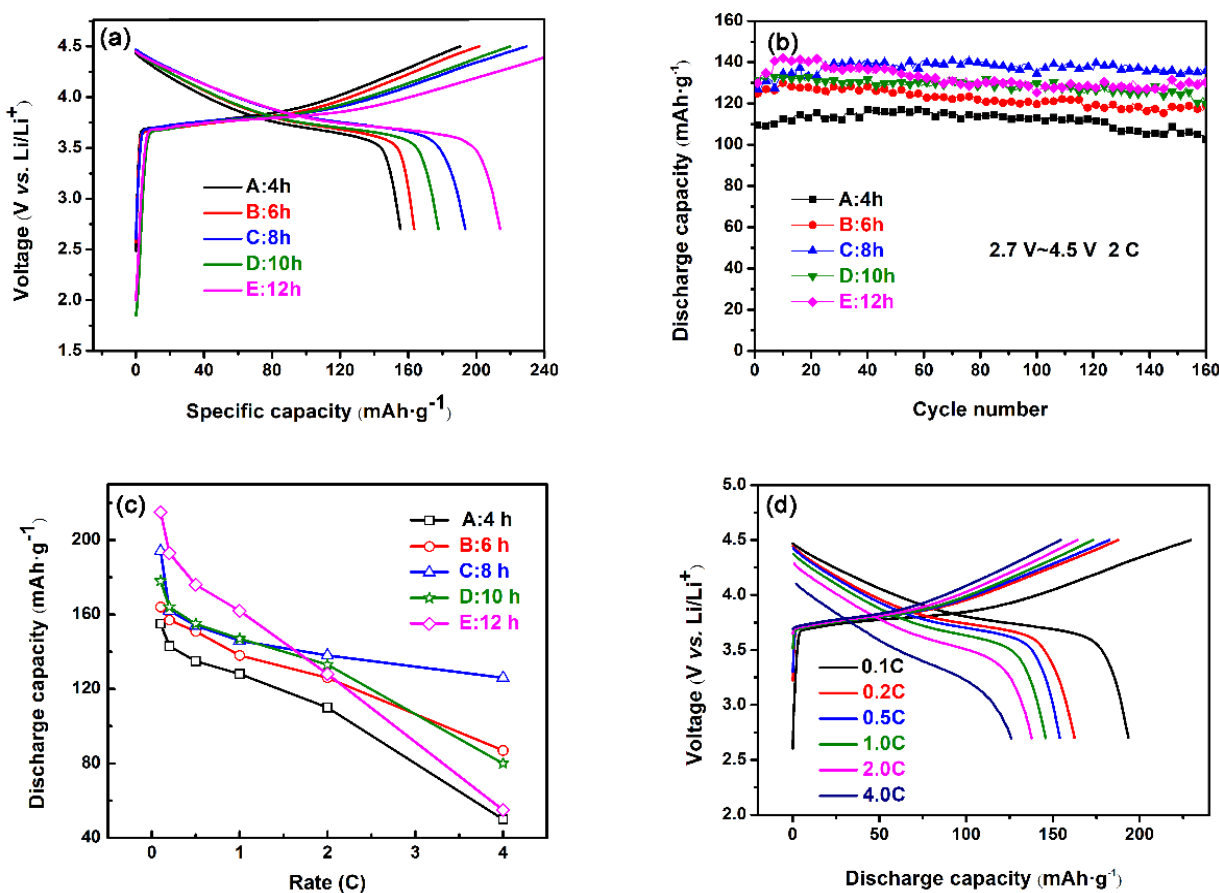 (a)
4.5
4.0
3.5
3.0
2.5
2.0
1.5
Voltage (V vs. Li/Li⁺
A:4h
B:6h
C:8h
D:10h
E:12h
0 40 80 120 160 200 240
Specific capacity (mAh·g⁻¹
(b)
160
140
120
100
80
60
40
20
0
Discharge capacity (mAh·g⁻¹)
A:4h
B:6h
C:8h
D:10h
E:12h
2.7 V~4.5 V 2 C
0 20 40 60 80 100 120 140 160
Cycle number
(c)
200
160
120
80
40
Discharge capacity (mAh·g⁻¹)
A:4 h
B:6 h
C:8 h
D:10 h
E:12 h
0 1 2 3 4
Rate (C)
(d)
5.0
4.5
4.0
3.5
3.0
2.5
2.0
Voltage (V vs. Li/Li⁺)
0.1C
0.2C
0.5C
1.0C
2.0C
4.0C
0 50 100 150 200
Discharge capacity (mAh·g⁻¹